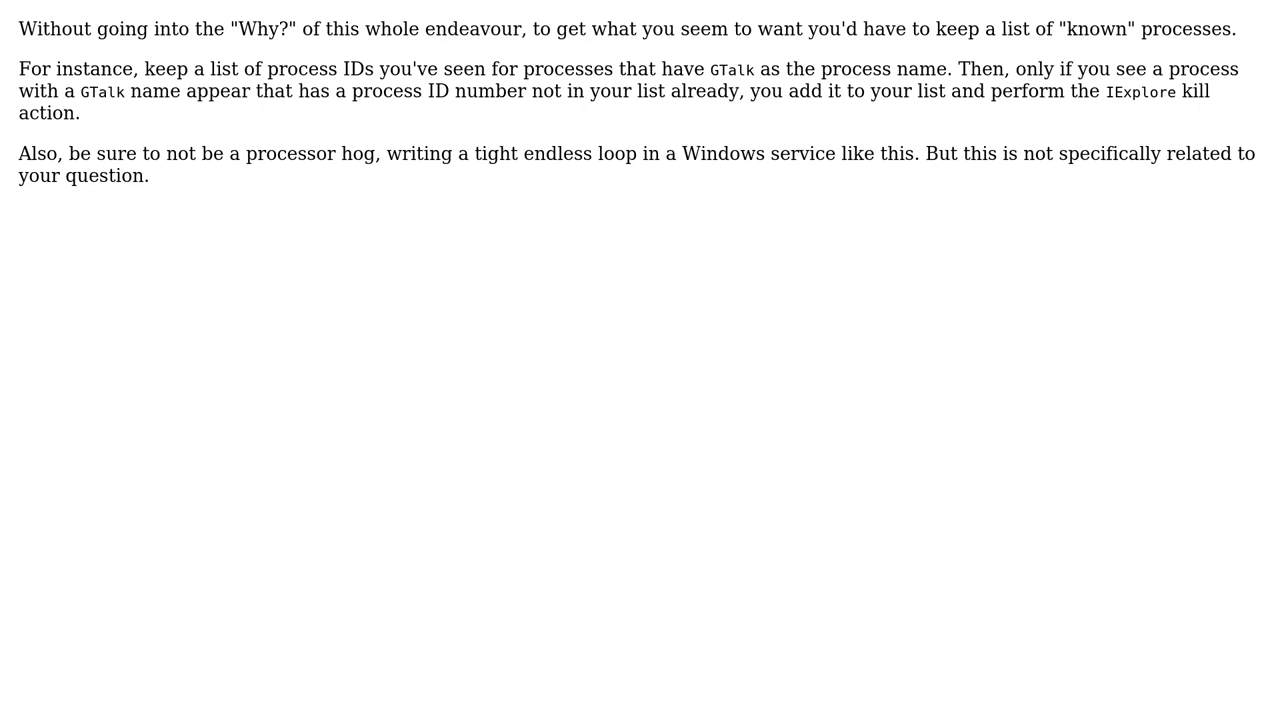 Without going into the "Why?" of this whole endeavour, to get what you seem to want you'd have to keep a list of "known" processes.
For instance, keep a list of process IDs you've seen for processes that have GTalk as the process name. Then, only if you see a process
with a GTalk name appear that has a process ID number not in your list already, you add it to your list and perform the IExplore kill
action.
Also, be sure to not be a processor hog, writing a tight endless loop in a Windows service like this. But this is not specifically related to
your question.